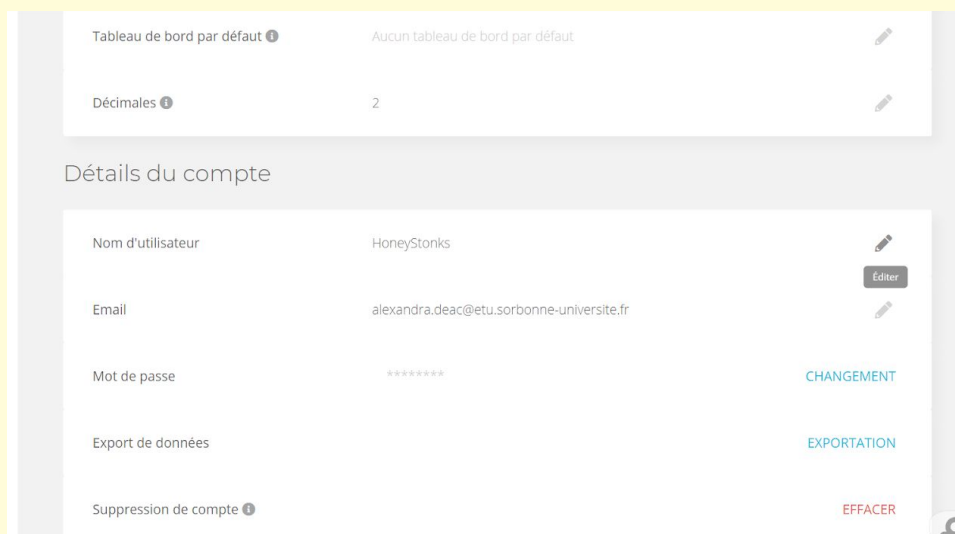 Tableau de bord par défaut Aucun tableau de bord par défaut
Décimales 2
Détails du compte
Nom d'utilisateur HoneyStonks
Éditer
Email alexandra.deac@etu.sorbonne-universite.fr
Mot de passe ******** CHANGEMENT
Export de données EXPORTATION
Suppression de compte EFFACER